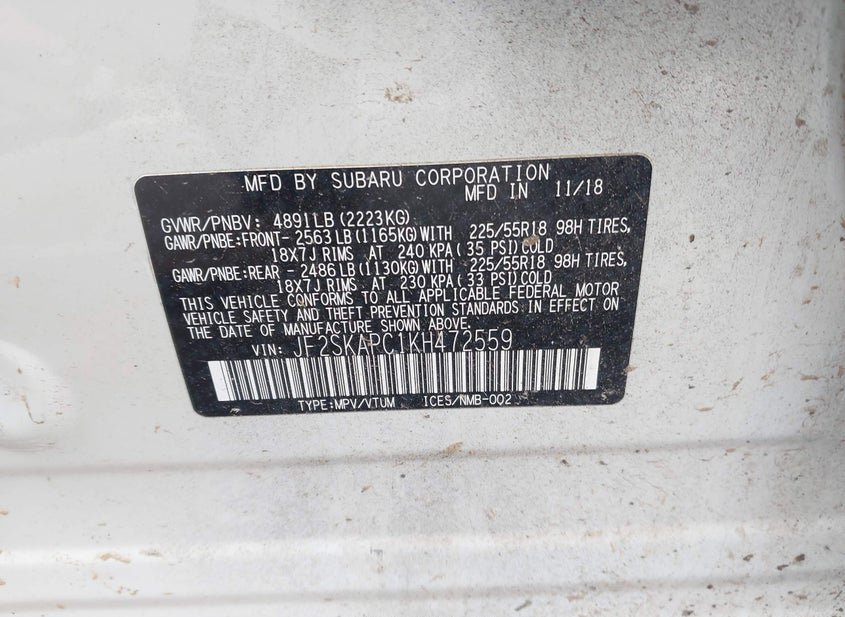 MFD BY SUBARU CORPORATION
MFD IN 11/18
GVWR/PNBV: 4891LB(2223KG)
GAWR/PNBE:FRONT-2563LB(1165KG)WITH 225/55R18 98H TIRES,
18X7J RIMS AT 240 KPA(35 PSI)COLD
GAWR/PNBE:REAR -2486LB(1130KG)WITH 225/55R18 98H TIRES,
18X7J RIMS AT 230 KPA(33 PSI)COLD
THIS VEHICLE CONFORMS TO ALL APPLICABLE FEDERAL MOTOR
VEHICLE SAFETY AND THEFT PREVENTION STANDARDS IN EFFECT ON
THE DATE OF MANUFACTURE SHOWN ABOVE.
VIN: JF2SKAPC1KH472559
TYPE:MPV/VTUM ICES/NMB-002